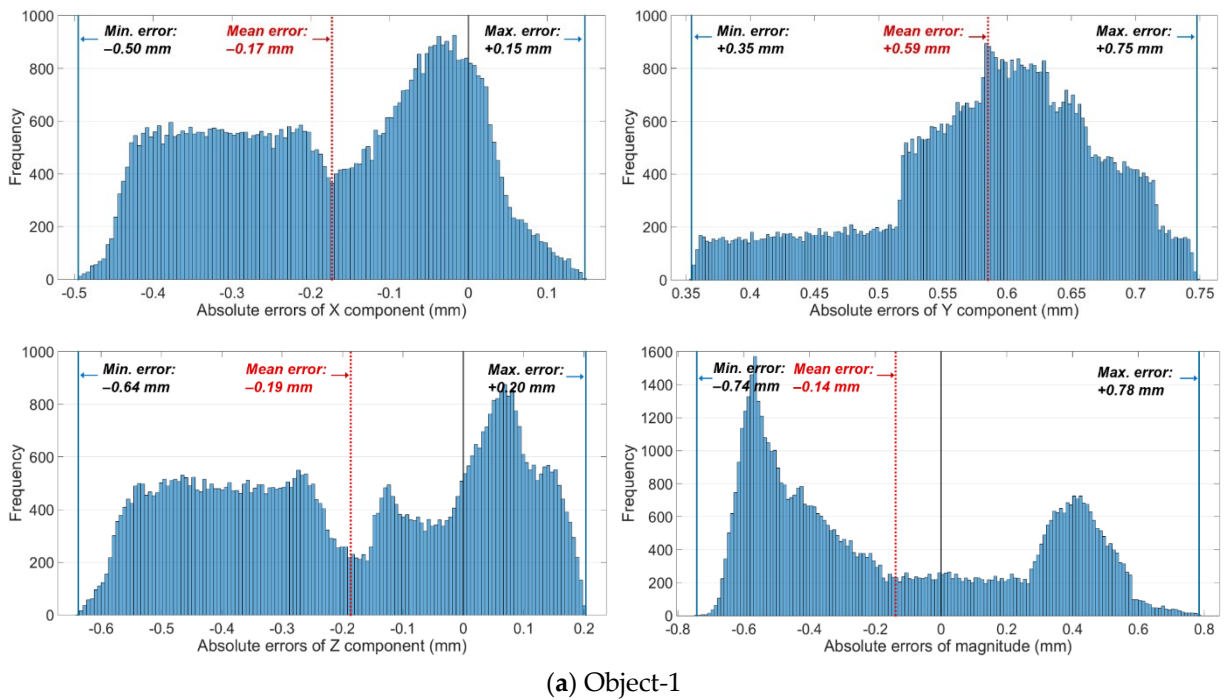 1000
800
600
400
200
0
Frequency
Min. error:
–0.50 mm
Mean error:
–0.17 mm
Max. error:
+0.15 mm
-0.5
-0.4
-0.3
-0.2
-0.1
0
0.1
Absolute errors of X component (mm)
1000
800
600
400
200
0
Frequency
Min. error:
+0.35 mm
Mean error:
+0.59 mm
Max. error:
+0.75 mm
0.35
0.4
0.45
0.5
0.55
0.6
0.65
0.7
0.75
Absolute errors of Y component (mm)
1000
800
600
400
200
0
Frequency
Min. error:
–0.64 mm
Mean error:
–0.19 mm
Max. error:
+0.20 mm
-0.6
-0.5
-0.4
-0.3
-0.2
-0.1
0
0.1
0.2
Absolute errors of Z component (mm)
1600
1400
1200
1000
800
600
400
200
0
Frequency
Min. error:
–0.74 mm
Mean error:
–0.14 mm
Max. error:
+0.78 mm
-0.8
-0.6
-0.4
-0.2
0
0.2
0.4
0.6
0.8
Absolute errors of magnitude (mm)
(a) Object-1